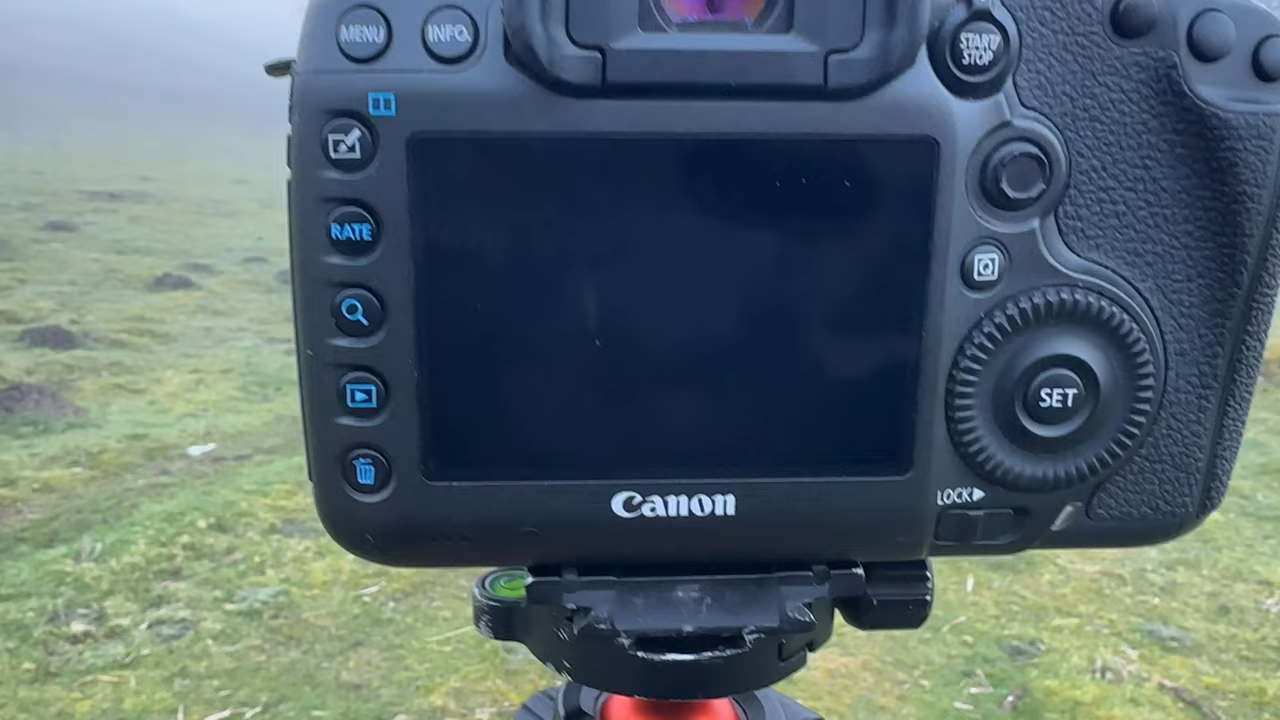 MENU
INFO.
START/
STOP
RATE
Q
SET
LOCK▶
Canon